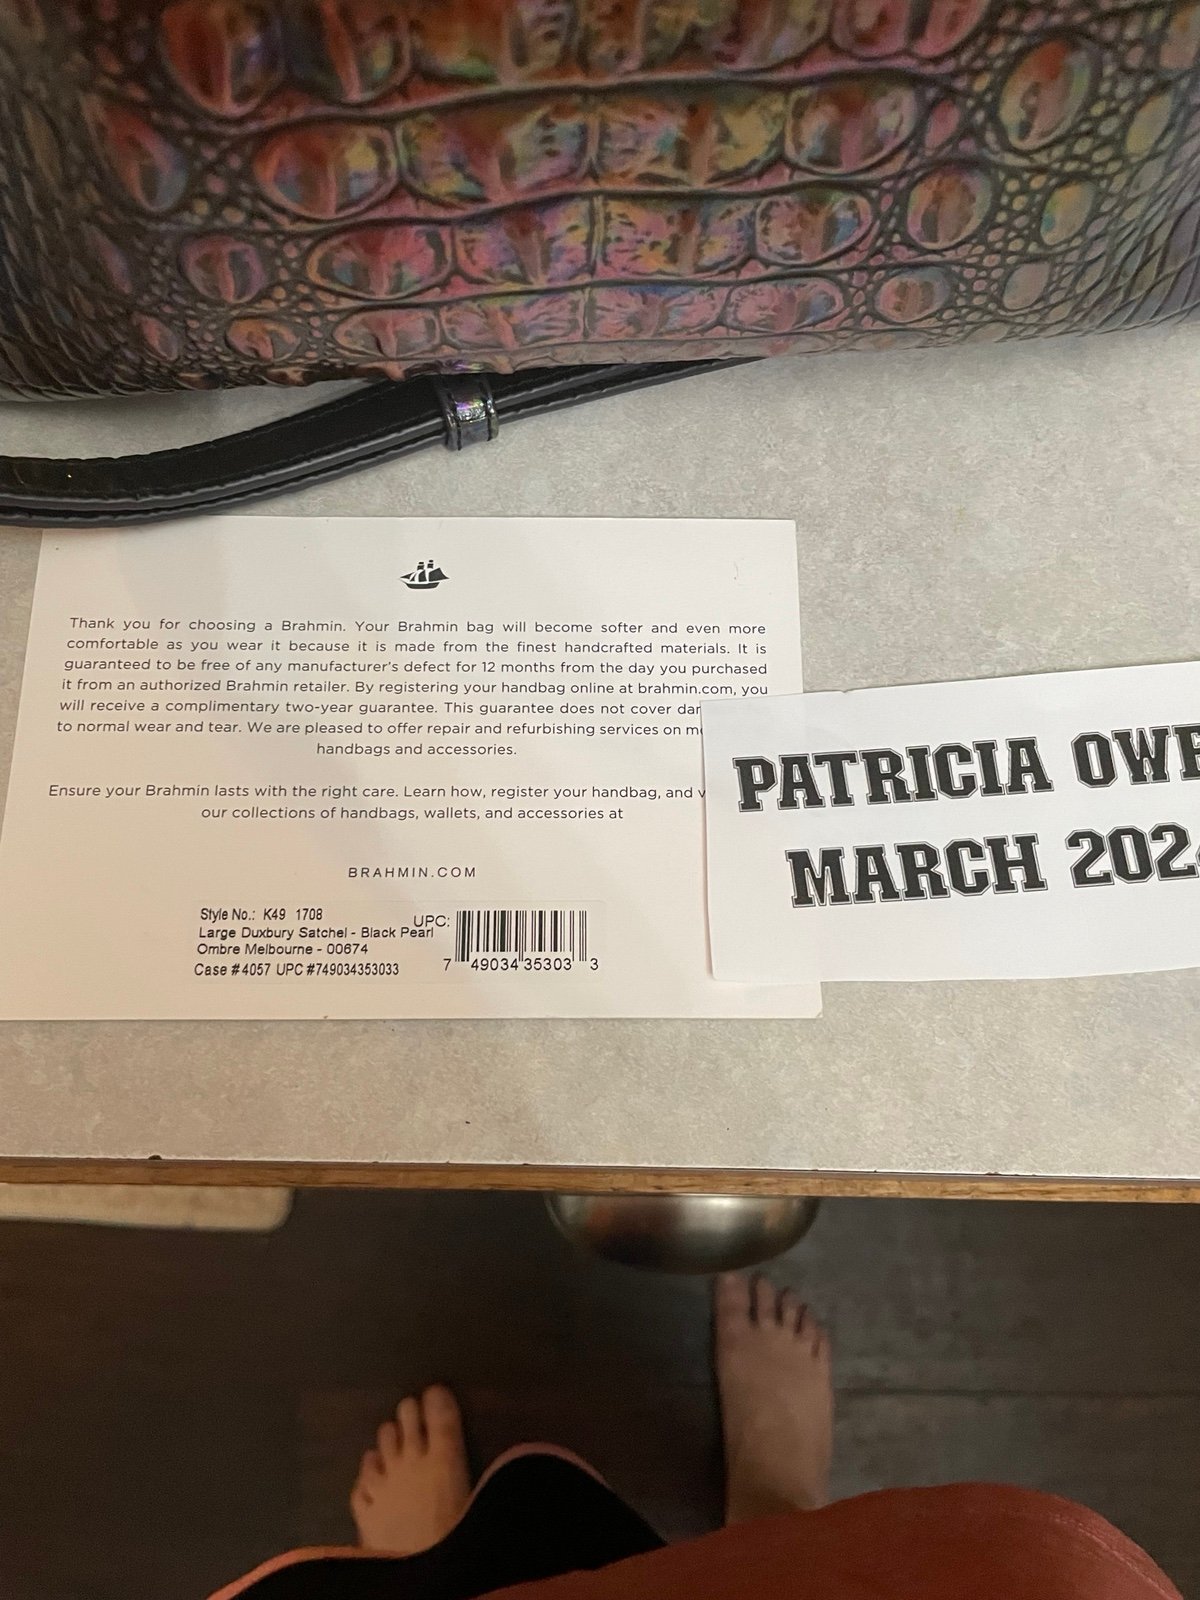 Thank you for choosing a Brahmin. Your Brahmin bag will become softer and even more
comfortable as you wear it because it is made from the finest handcrafted materials. It is
guaranteed to be free of any manufacturer's defect for 12 months from the day you purchased
it from an authorized Brahmin retailer. By registering your handbag online at brahmin.com, you
will receive a complimentary two-year guarantee. This guarantee does not cover
to normal wear and tear. We are pleased to offer repair and refurbishing services on
handbags and accessories.
Ensure your Brahmin lasts with the right care. Learn how, register your handbag, and
our collections of handbags, wallets, and accessories at
BRAHMIN.COM
Style No.: K49 1708
Large Duxbury Satchel - Black Pearl
Ombre Melbourne - 00674
Case #4057 UPC #749034353033
UPC:
7 49034 35303 3
PATRICIA
MARCH